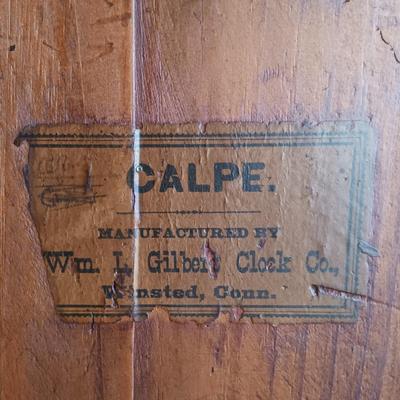 CALPE.
MANUFACTURED BY
Wm. L. Gilbert Clock Co.,
Winsted, Conn.